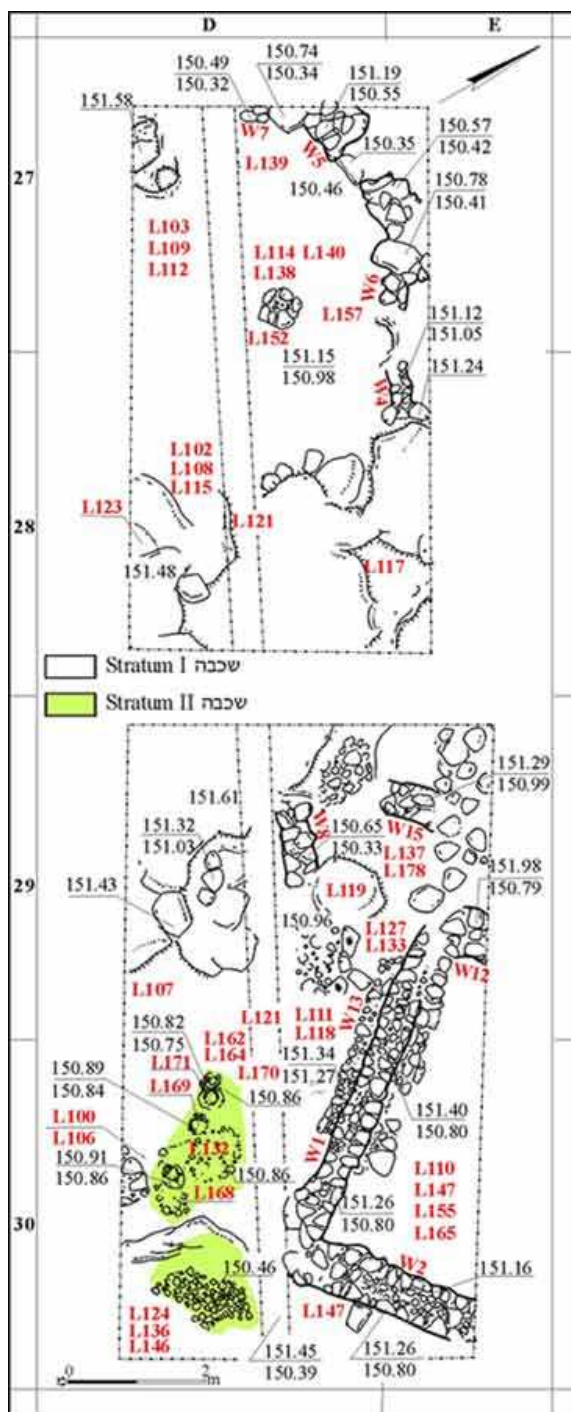 D E
150.74
150.34
150.49
150.32
151.19
150.55
151.58
W7
W5
150.35
150.57
150.42
27
L139
150.46
150.78
150.41
L103
L109
L112
L114 L140
L138
W6
L157
151.12
151.05
L152
151.15
150.98
151.24
W4
L102
L108
L115
L123
28
L121
151.48
L117
Stratum I שכבה
Stratum II שכבה
151.61
151.29
150.99
151.32
151.03
W8
150.65
150.33
W15
L137
L178
151.98
150.79
29
151.43
L119
150.96
L127
L133
W12
L107
W13
L121
L111
L118
150.82
150.75
L162
L164
151.34
151.27
L171
L170
150.89
150.84
L169
150.86
151.40
150.80
L100
L106
L132
W1
L110
L147
L155
L165
150.91
150.86
150.86
L168
151.26
150.80
30
150.46
W2
151.16
L124
L136
L146
L147
151.45
150.39
151.26
150.80
0 2
m